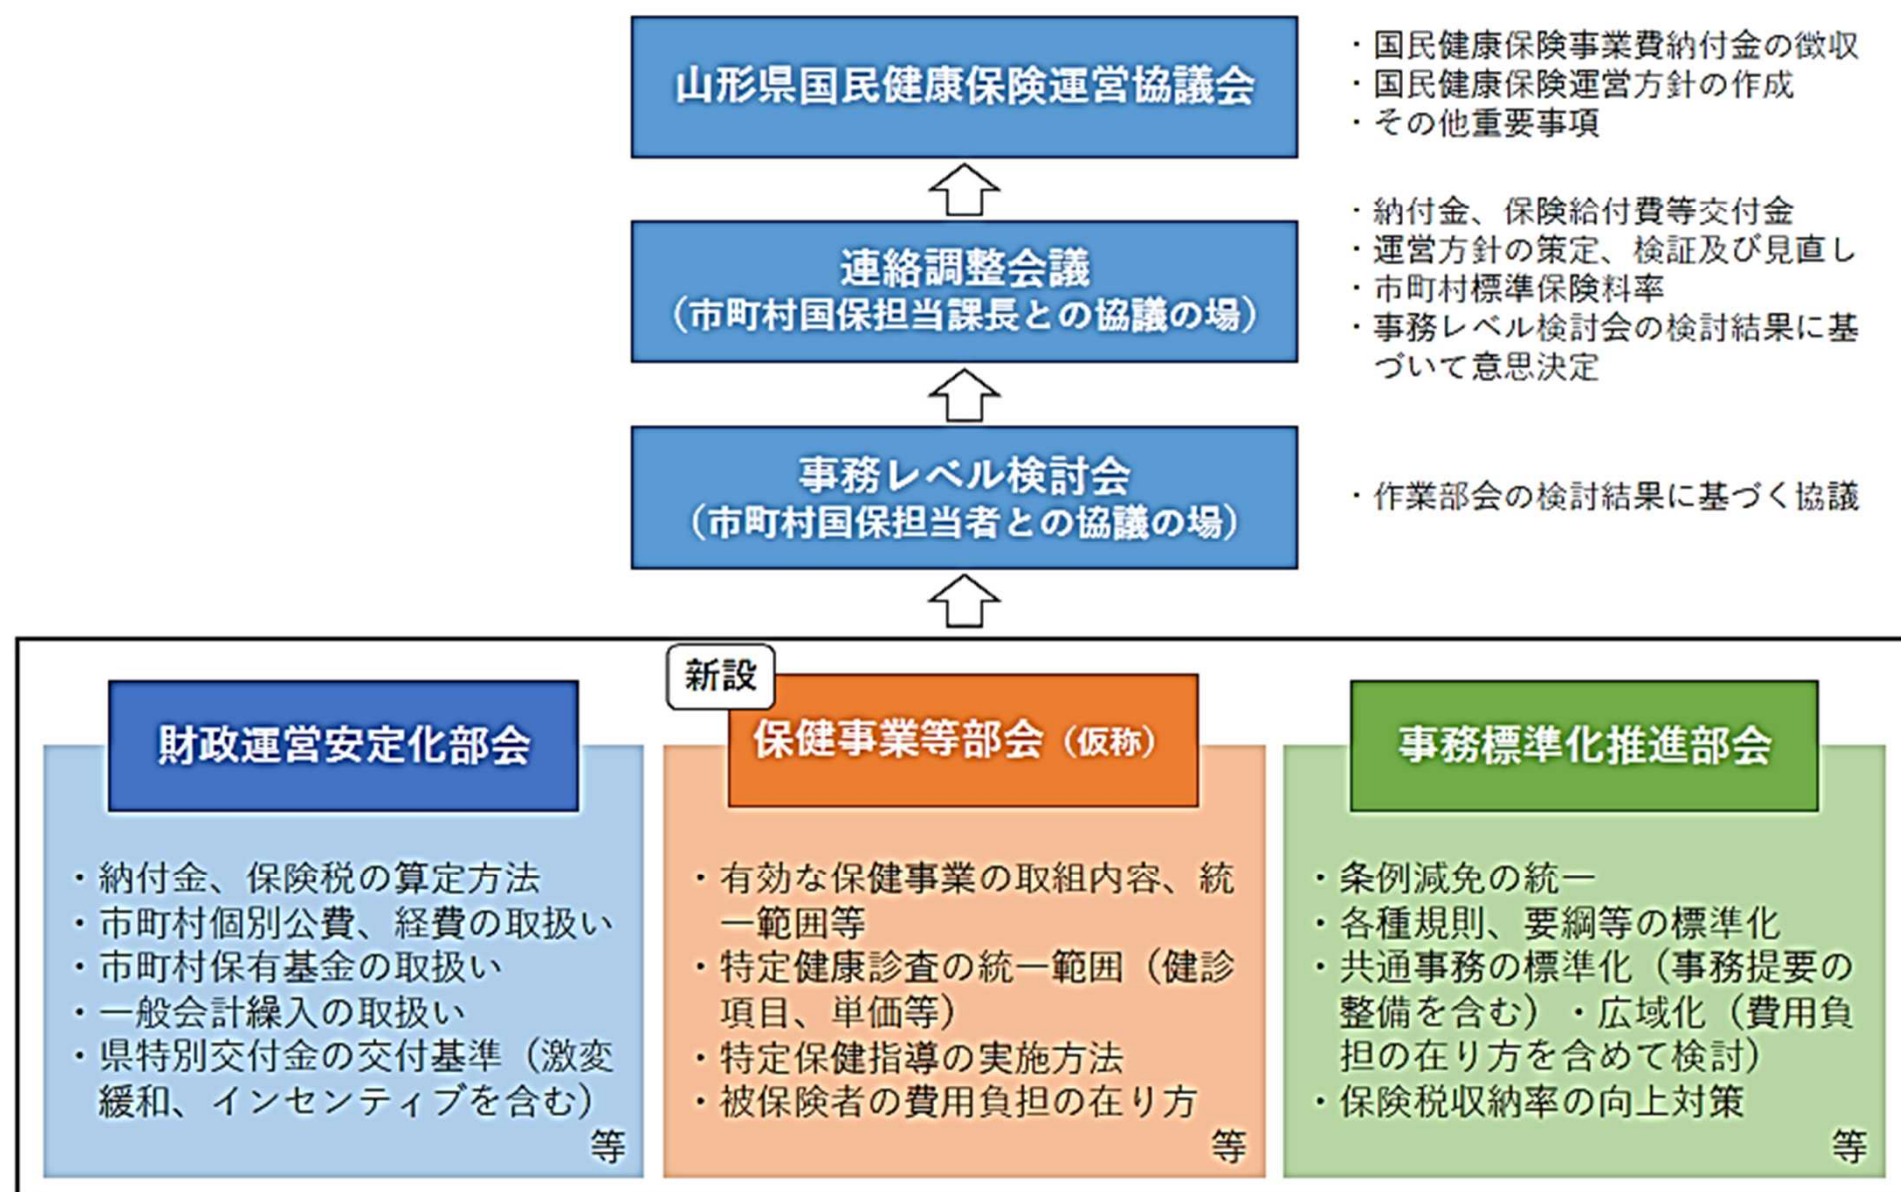 山形県国民健康保険運営協議会
・国民健康保険事業費納付金の徴収
・国民健康保険運営方針の作成
・その他重要事項
連絡調整会議
（市町村国保担当課長との協議の場）
・納付金、保険給付費等交付金
・運営方針の策定、検証及び見直し
・市町村標準保険料率
・事務レベル検討会の検討結果に基
づいて意思決定
事務レベル検討会
（市町村国保担当者との協議の場）
・作業部会の検討結果に基づく協議
財政運営安定化部会
・納付金、保険税の算定方法
・市町村個別公費、経費の取扱い
・市町村保有基金の取扱い
・一般会計繰入の取扱い
・県特別交付金の交付基準（激変
緩和、インセンティブを含む）
等
新設
保健事業等部会（仮称）
・有効な保健事業の取組内容、統
一範囲等
・特定健康診査の統一範囲（健診
項目、単価等）
・特定保健指導の実施方法
・被保険者の費用負担の在り方
等
事務標準化推進部会
・条例減免の統一
・各種規則、要綱等の標準化
・共通事務の標準化（事務提要の
整備を含む）・広域化（費用負
担の在り方を含めて検討）
・保険税収納率の向上対策
等